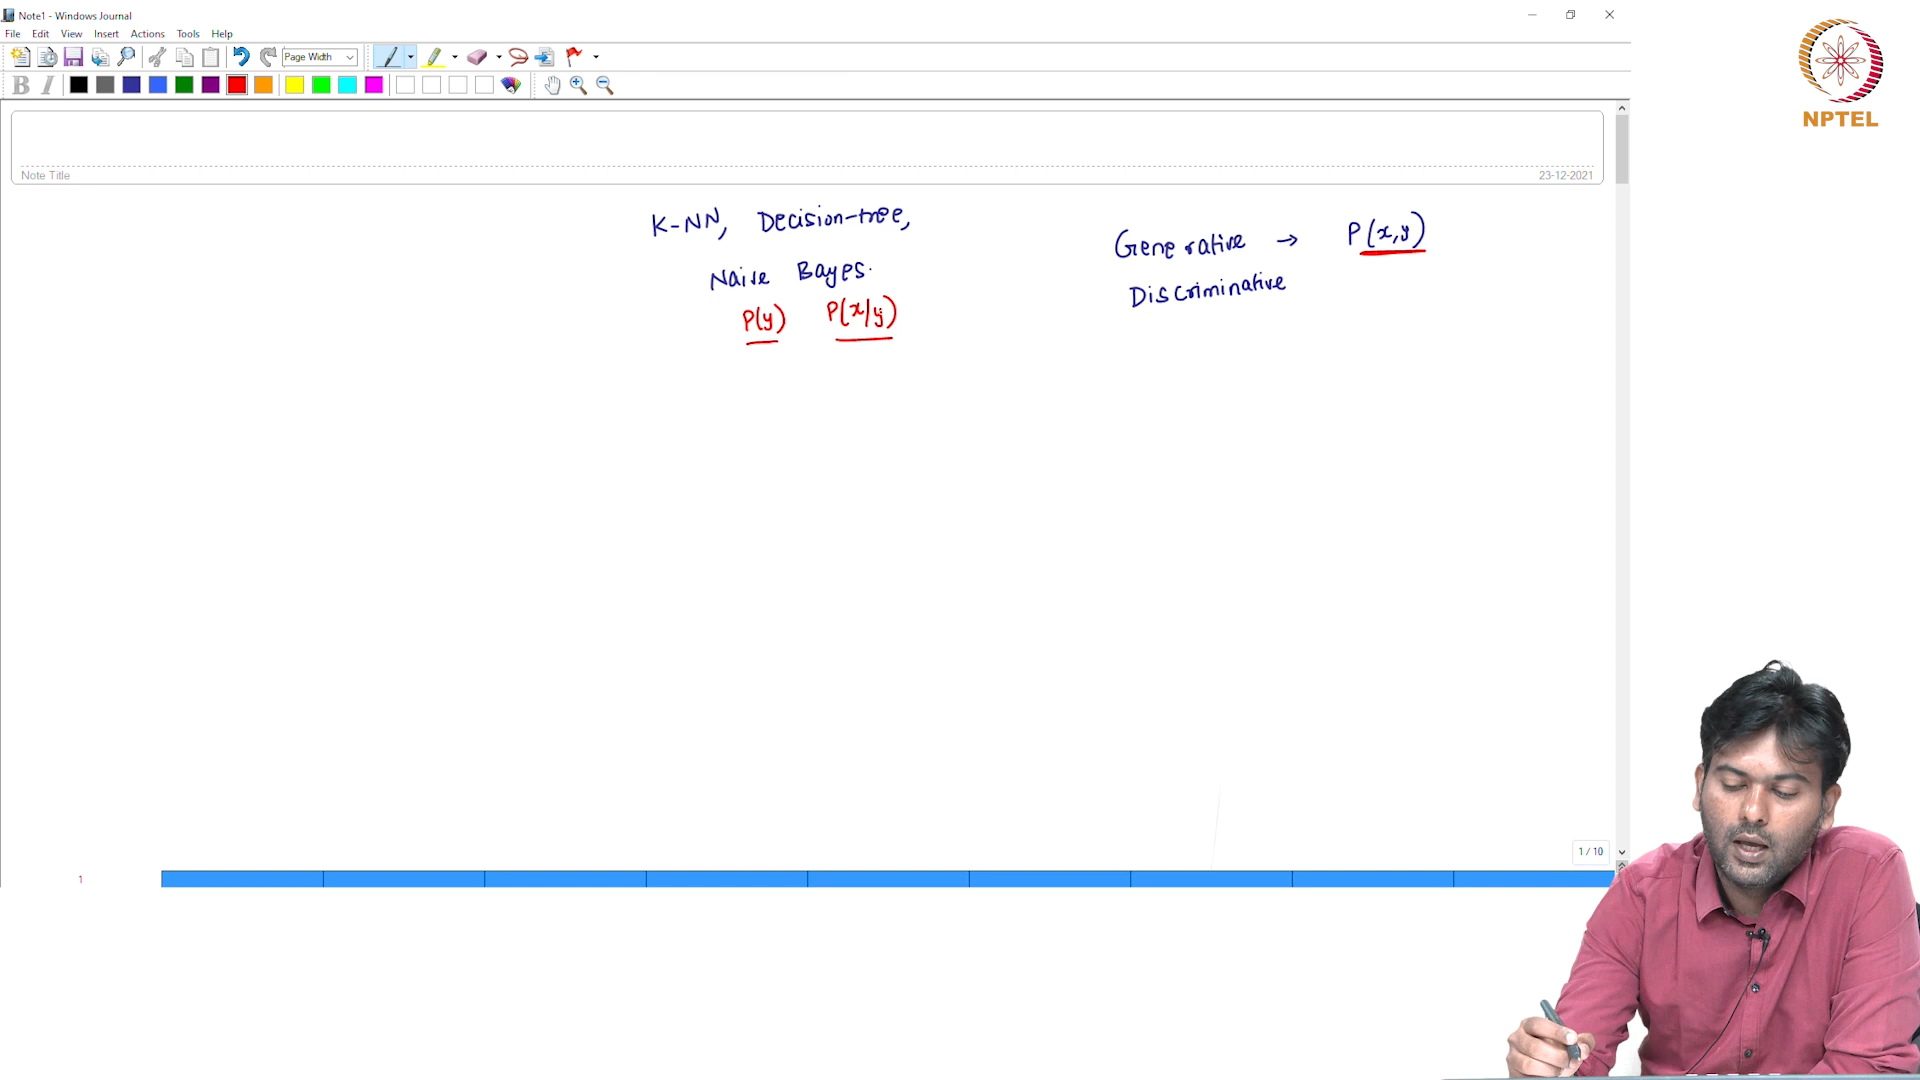 Note1 - Windows Journal
File Edit View Insert Actions Tools Help
Page Width
B I
NPTEL
Note Title
23-12-2021
K-NN, Decision-tree,
Naive Bayes.
P(y) P(x/y)
Generative → P(x,y)
Discriminative
1 / 10
1